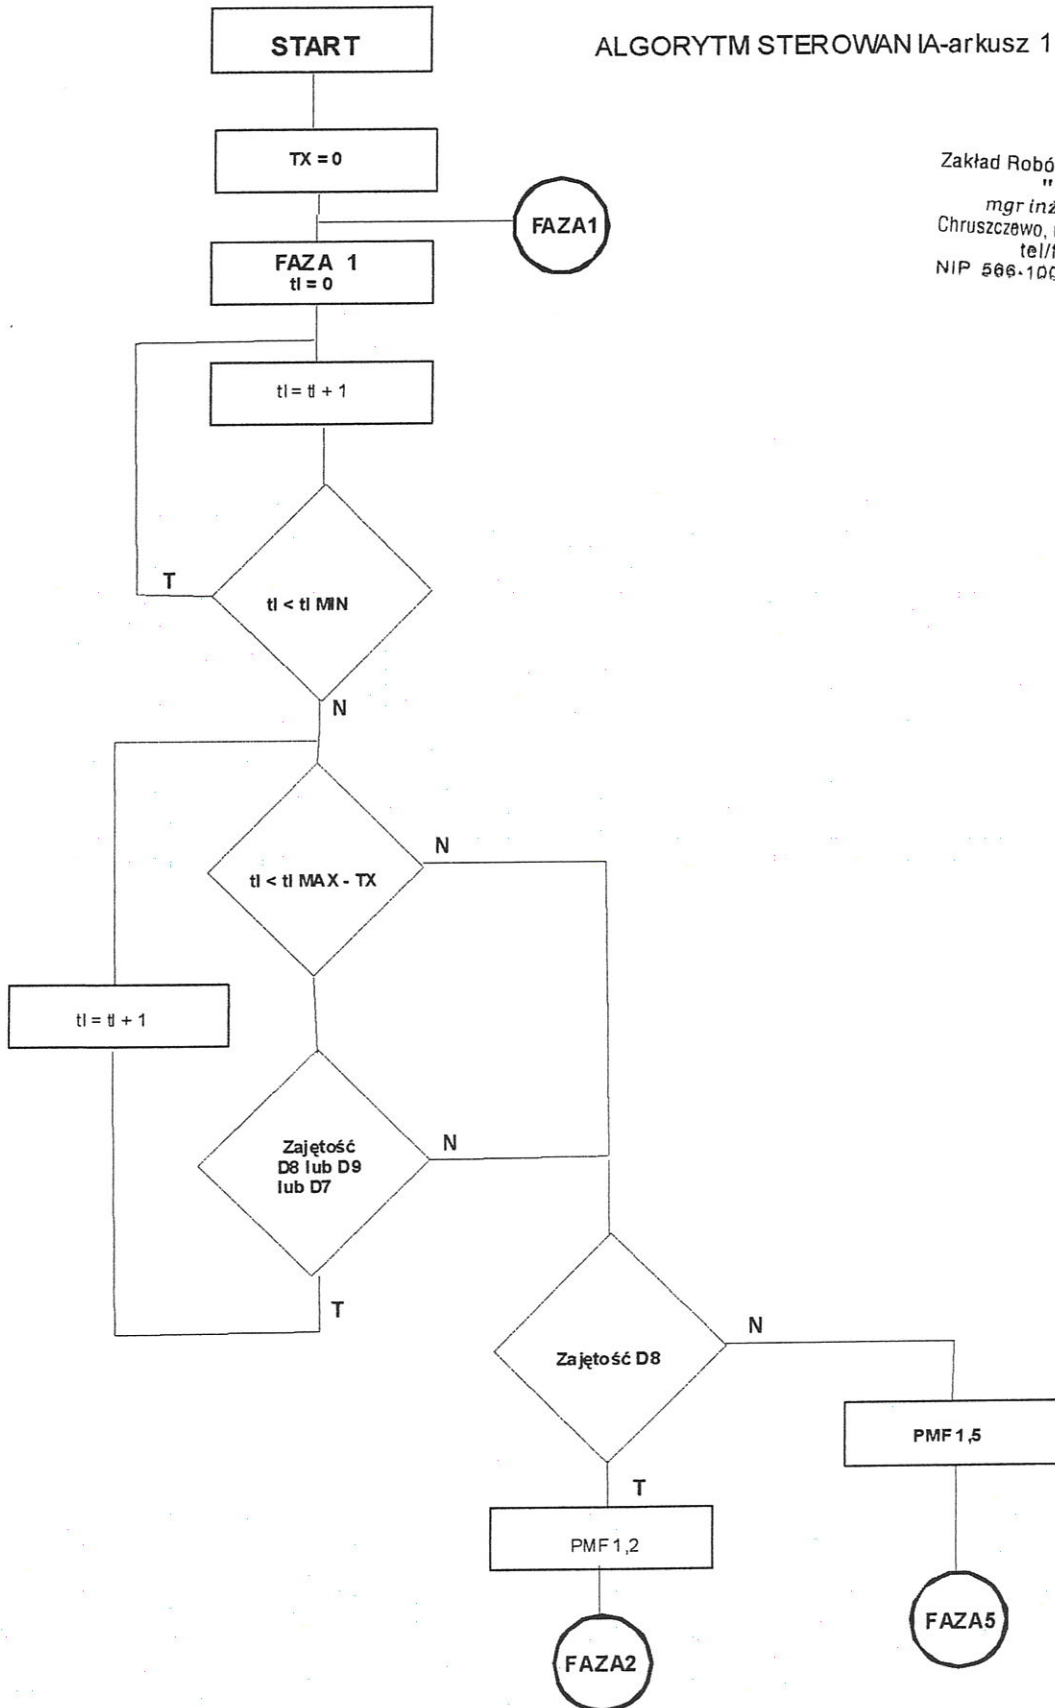 START
ALGORYTM STEROWANIA-arkusz 1
TX = 0
Zakład Robó
"
mgr inż
Chruszczewo,
tel/
NIP 566-100
FAZA1
FAZA 1
tl = 0
tl = tl + 1
T
tl < tl MIN
N
N
tl < tl MAX - TX
tl = tl + 1
Zajętość
D8 lub D9
lub D7
N
T
N
Zajętość D8
PMF 1,5
T
PMF 1,2
FAZA5
FAZA2